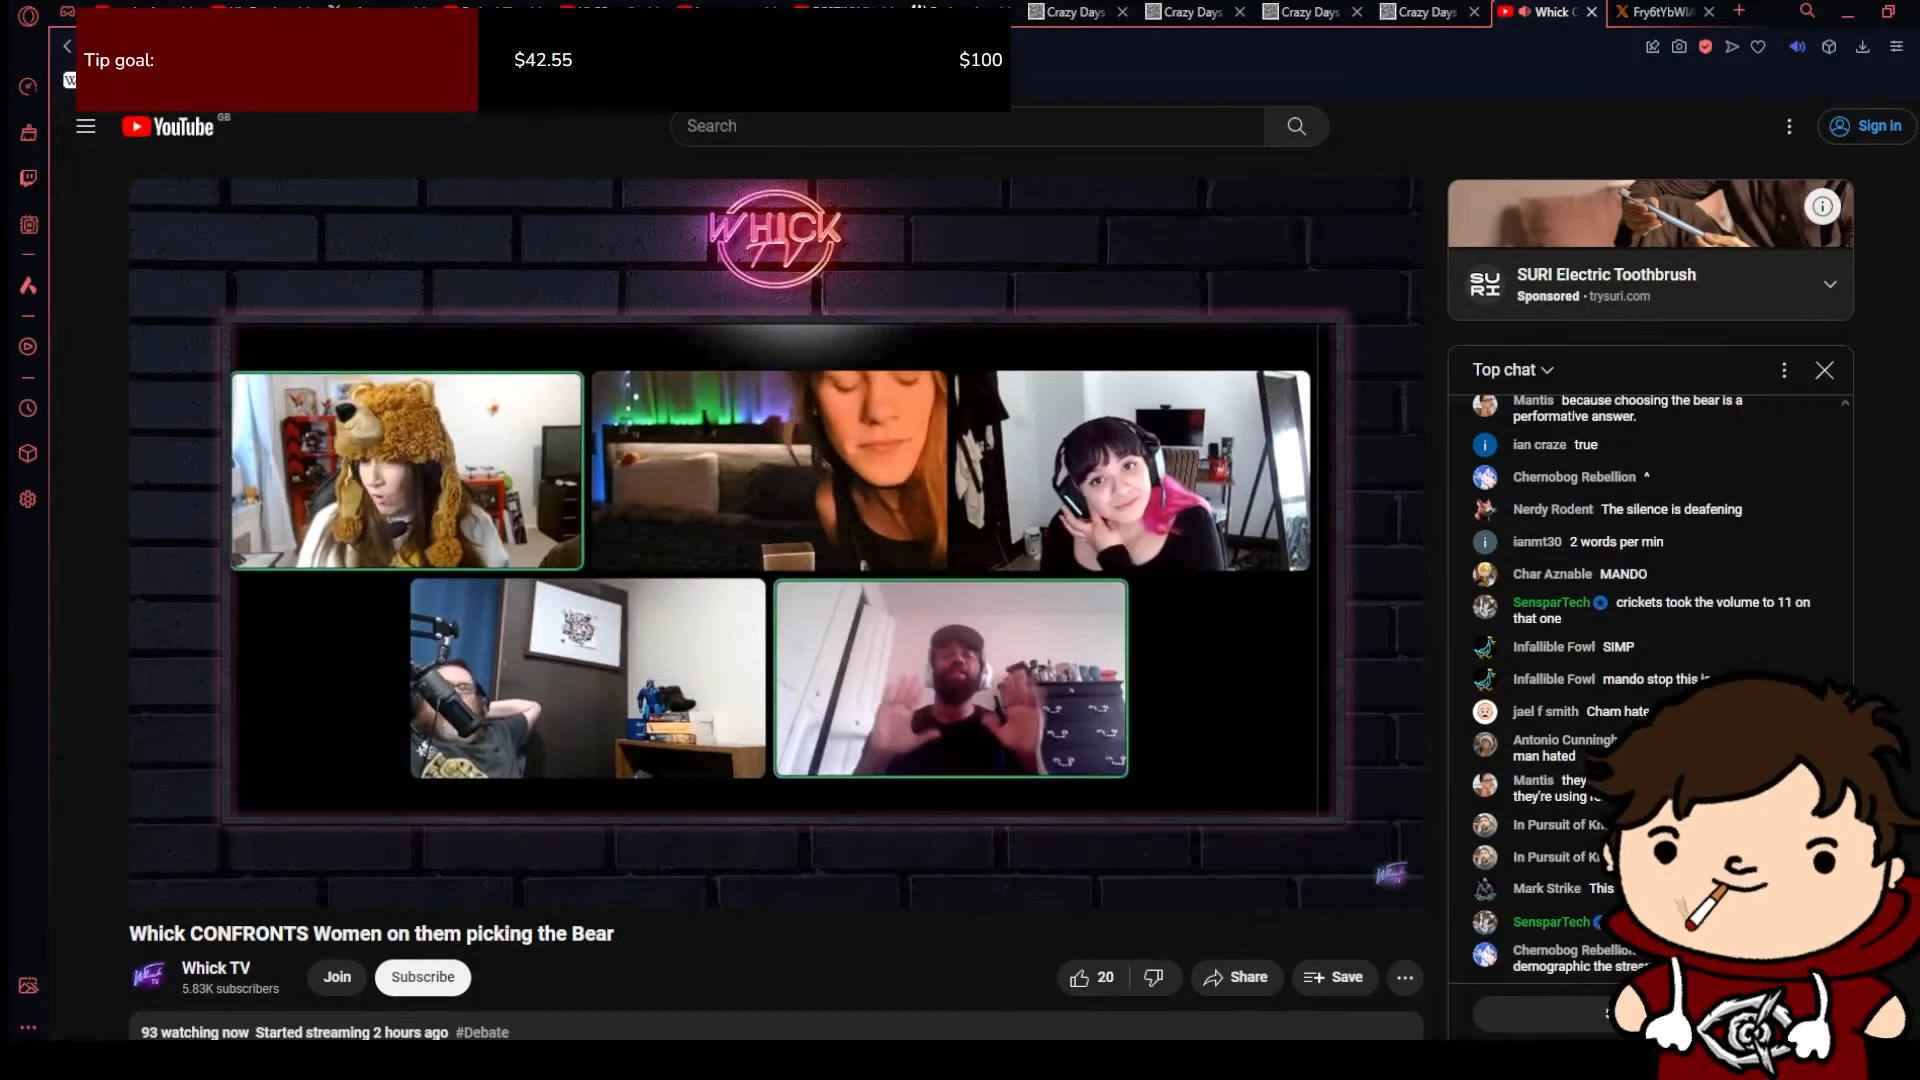 Crazy Days
Crazy Days
Crazy Days
Crazy Days
Whick
Fry6tYbWIA
Tip goal:
$42.55
$100
YouTube
GB
Search
Sign in
WHICK
TV
SURI
SURI Electric Toothbrush
Sponsored · trysuri.com
Top chat
Mantis because choosing the bear is a
performative answer.
ian craze true
Chernobog Rebellion ^
Nerdy Rodent The silence is deafening
ianmt30 2 words per min
Char Aznable MANDO
SensparTech crickets took the volume to 11 on
that one
Infallible Fowl SIMP
Infallible Fowl mando stop this
jael f smith Cham hate
Antonio Cunningh
man hated
Mantis they
they're using
In Pursuit of Kn
In Pursuit of K
Mark Strike This
SensparTech
Chernobog Rebellion
demographic the strea
Whick CONFRONTS Women on them picking the Bear
Whick TV
5.83K subscribers
Join
Subscribe
20
Share
Save
93 watching now Started streaming 2 hours ago #Debate